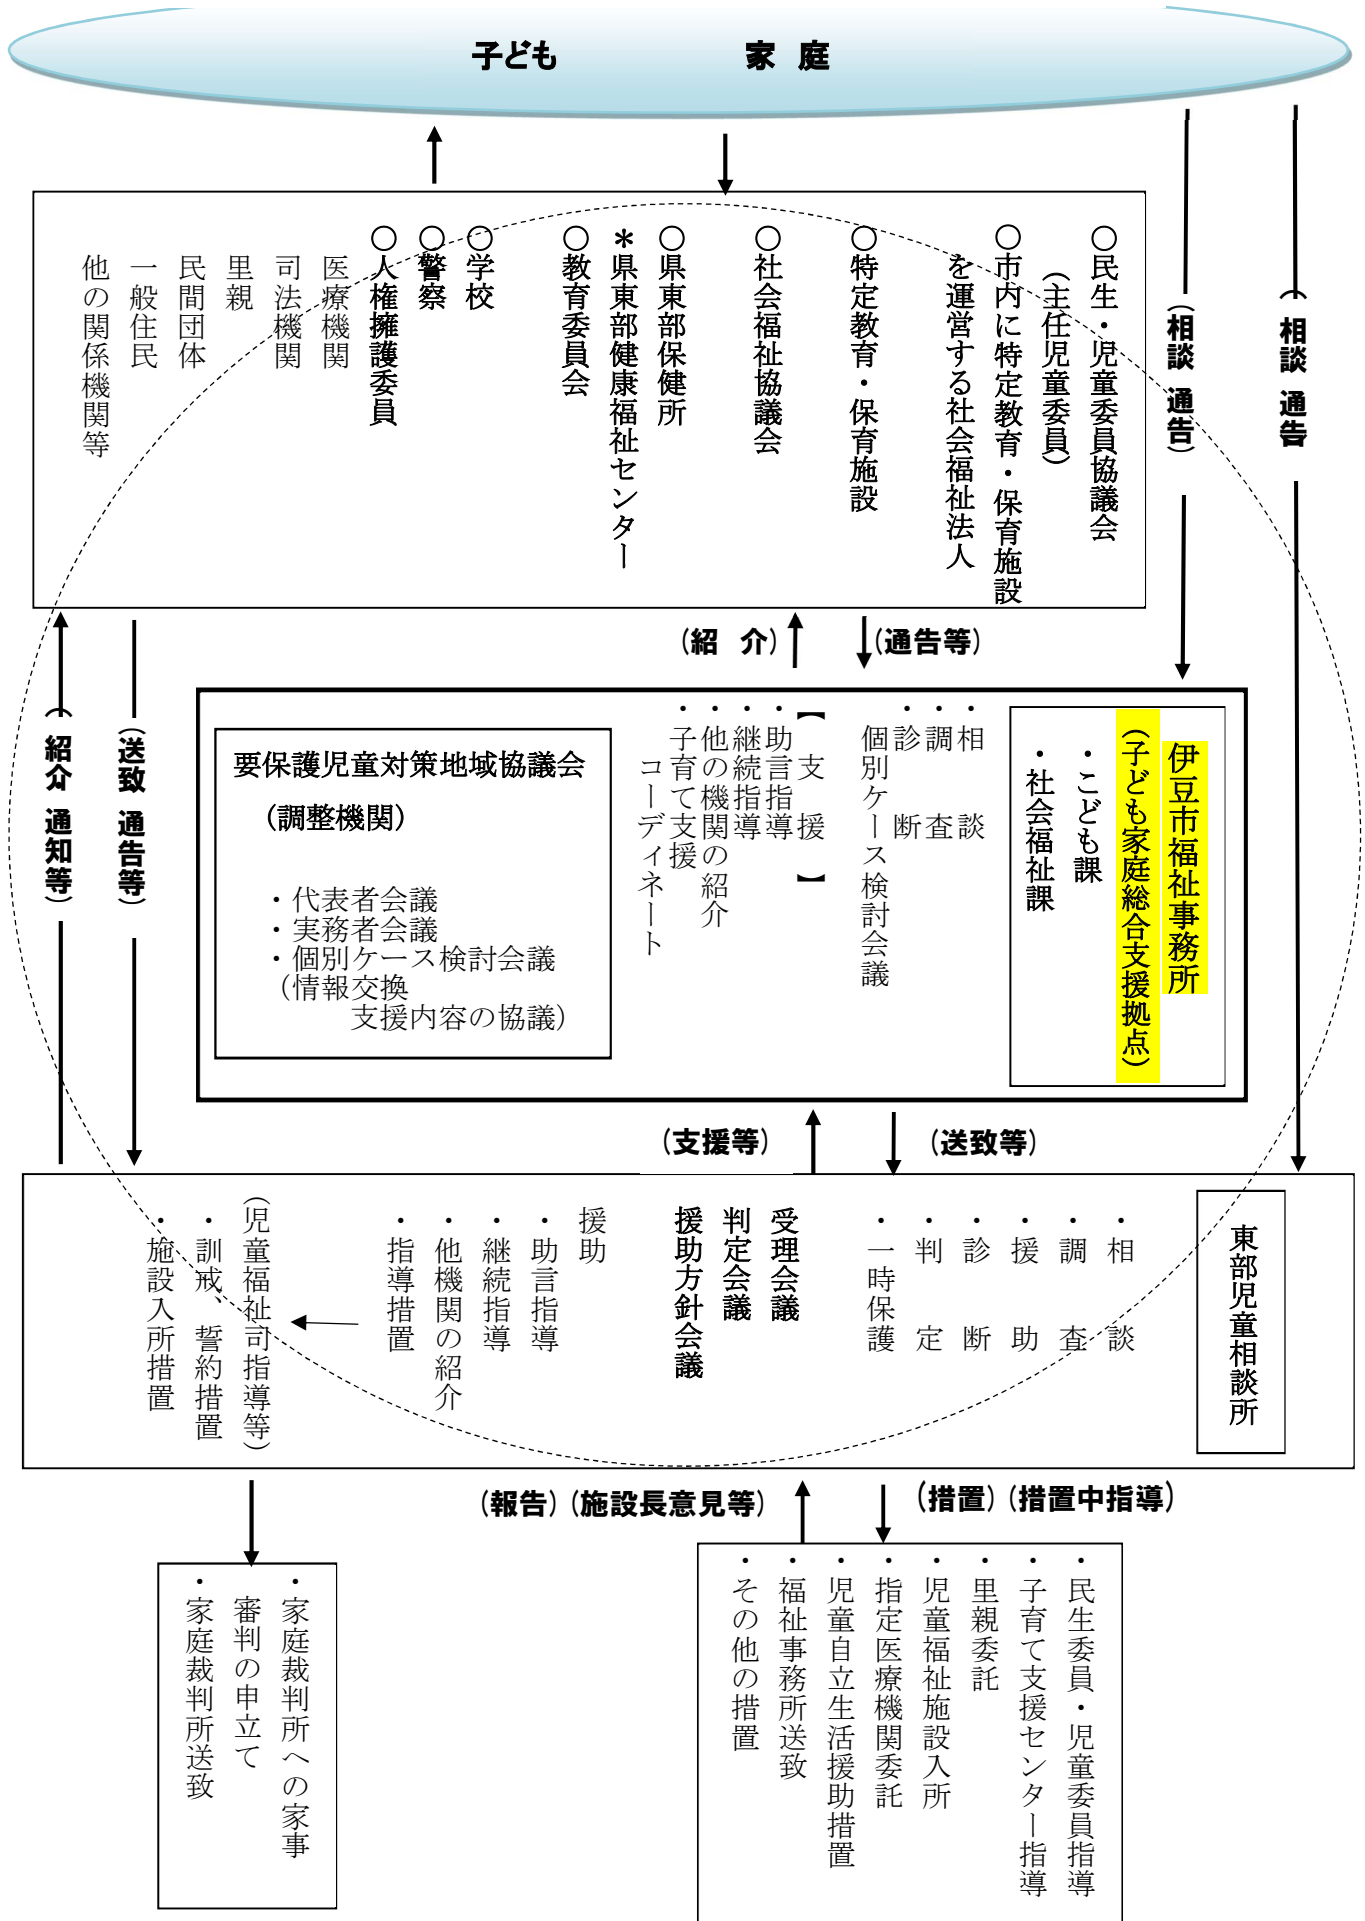 子ども 家 庭
(相談 通告)
(相談 通告)
○民生・児童委員協議会
(主任児童委員)
○市内に特定教育・保育施設
を運営する社会福祉法人
○特定教育・保育施設
○社会福祉協議会
○県東部保健所
＊県東部健康福祉センター
○教育委員会
○学校
○警察
○人権擁護委員
医療機関
司法機関
里親
民間団体
一般住民
他の関係機関等
(紹 介)
(通告等)
(紹介 通知等)
(送致 通告等)
伊豆市福祉事務所
(子ども家庭総合支援拠点)
・こども課
・社会福祉課
・相 談
・調 査
・診 断
個別ケース検討会議
【 支 援 】
・助言指導
・継続指導
・他の機関の紹介
・子育て支援
コーディネート
要保護児童対策地域協議会
(調整機関)
・代表者会議
・実務者会議
・個別ケース検討会議
(情報交換
支援内容の協議)
(支援等)
(送致等)
東部児童相談所
・相 談
・調 査
・援 助
・診 断
・判 定
・一時保護
受理会議
判定会議
援助方針会議
援助
・助言指導
・継続指導
・他機関の紹介
・指導措置
(児童福祉司指導等)
・訓戒、誓約措置
・施設入所措置
(報告)(施設長意見等)
(措置)(措置中指導)
・民生委員・児童委員指導
・子育て支援センター指導
・里親委託
・児童福祉施設入所
・指定医療機関委託
・児童自立生活援助措置
・福祉事務所送致
・その他の措置
・家庭裁判所への家事
審判の申立て
・家庭裁判所送致